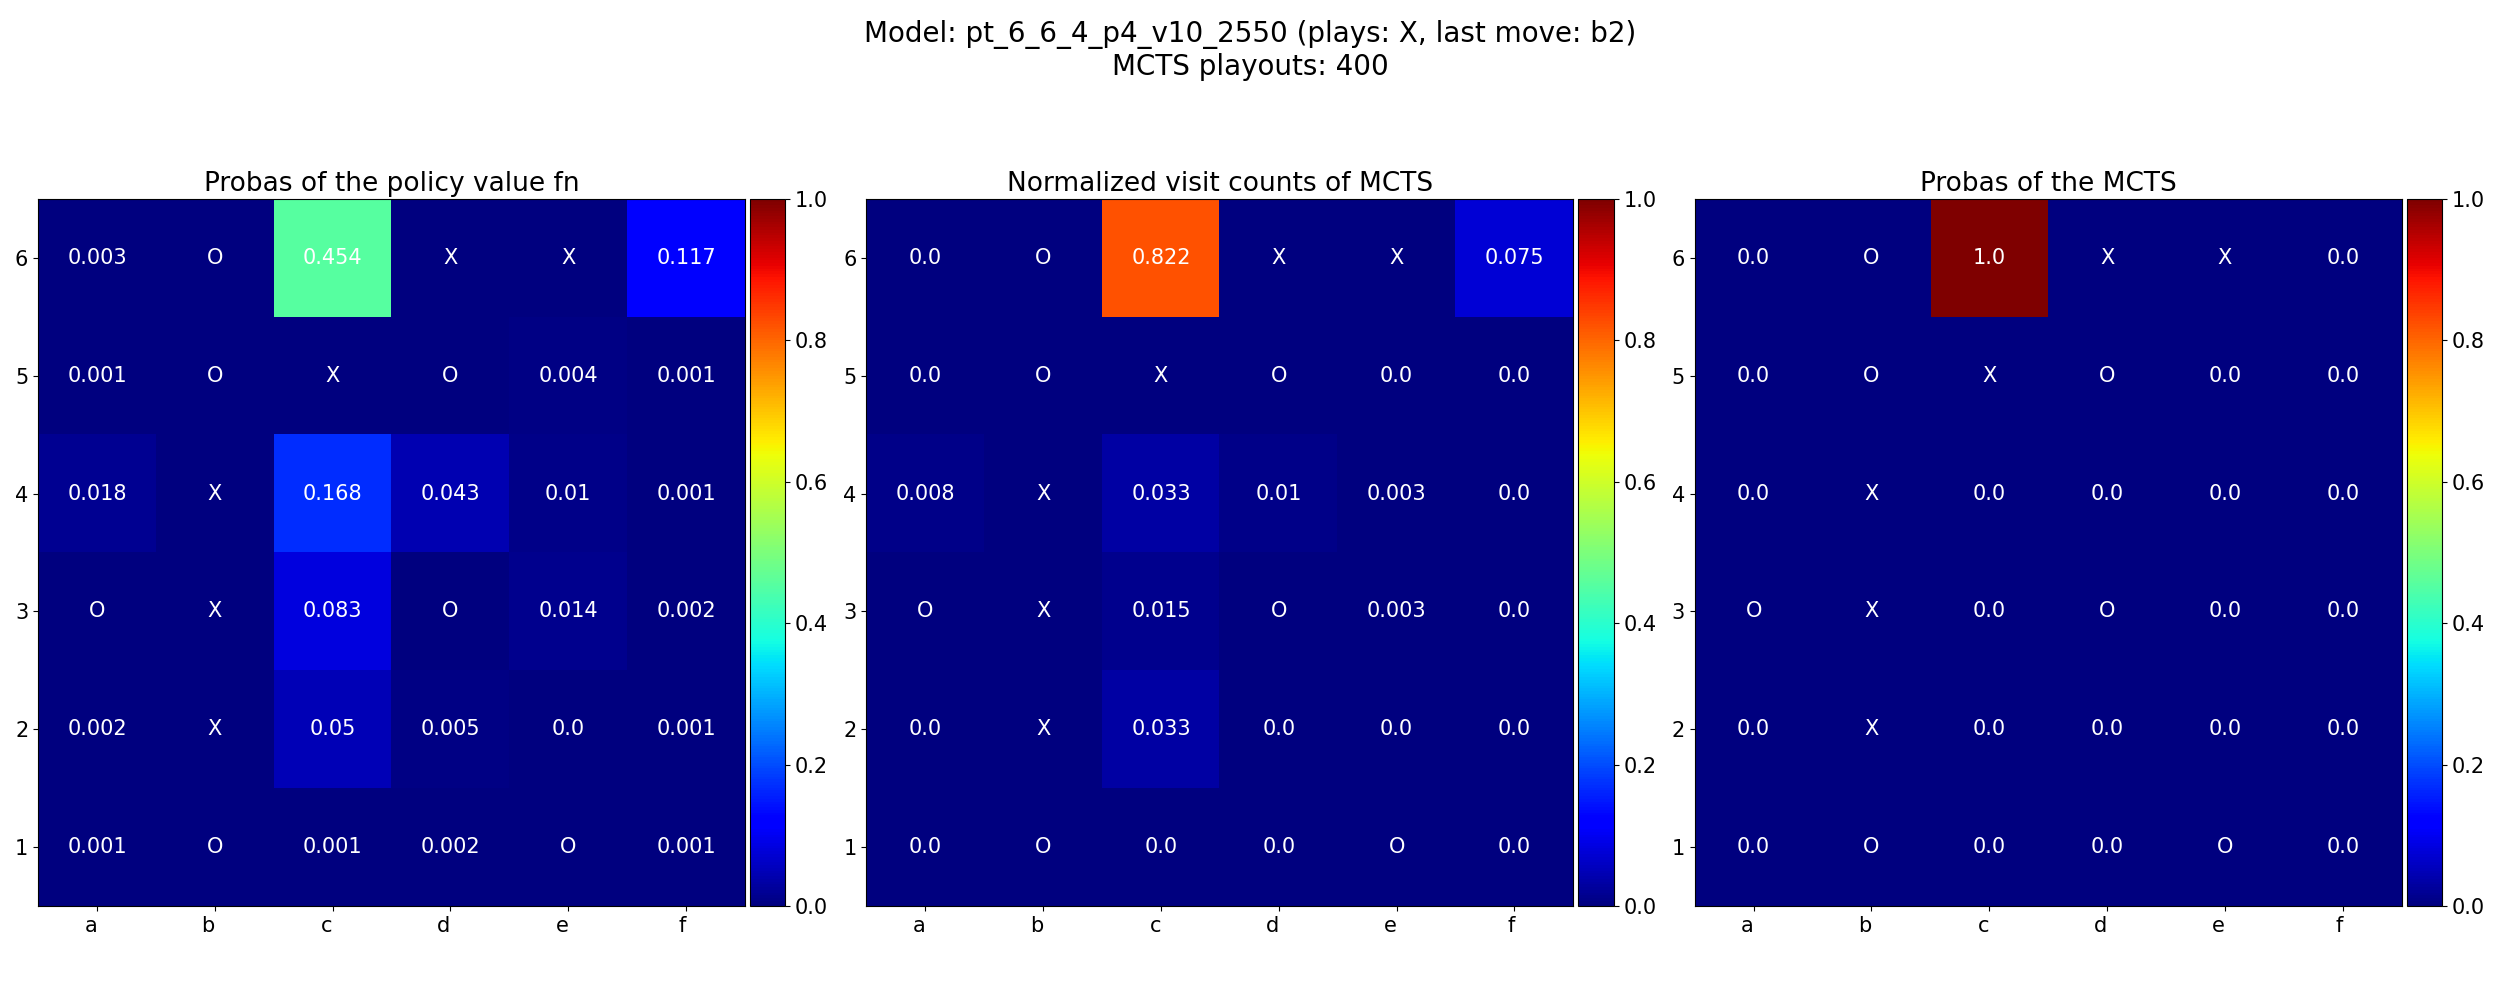 Model: pt_6_6_4_p4_v10_2550 (plays: X, last move: b2)
MCTS playouts: 400
Probas of the policy value fn
6 0.003 O 0.454 X X 0.117
5 0.001 O X O 0.004 0.001
4 0.018 X 0.168 0.043 0.01 0.001
3 O X 0.083 O 0.014 0.002
2 0.002 X 0.05 0.005 0.0 0.001
1 0.001 O 0.001 0.002 O 0.001
a b c d e f
1.0
0.8
0.6
0.4
0.2
0.0
Normalized visit counts of MCTS
6 0.0 O 0.822 X X 0.075
5 0.0 O X O 0.0 0.0
4 0.008 X 0.033 0.01 0.003 0.0
3 O X 0.015 O 0.003 0.0
2 0.0 X 0.033 0.0 0.0 0.0
1 0.0 O 0.0 0.0 O 0.0
a b c d e f
1.0
0.8
0.6
0.4
0.2
0.0
Probas of the MCTS
6 0.0 O 1.0 X X 0.0
5 0.0 O X O 0.0 0.0
4 0.0 X 0.0 0.0 0.0 0.0
3 O X 0.0 O 0.0 0.0
2 0.0 X 0.0 0.0 0.0 0.0
1 0.0 O 0.0 0.0 O 0.0
a b c d e f
1.0
0.8
0.6
0.4
0.2
0.0